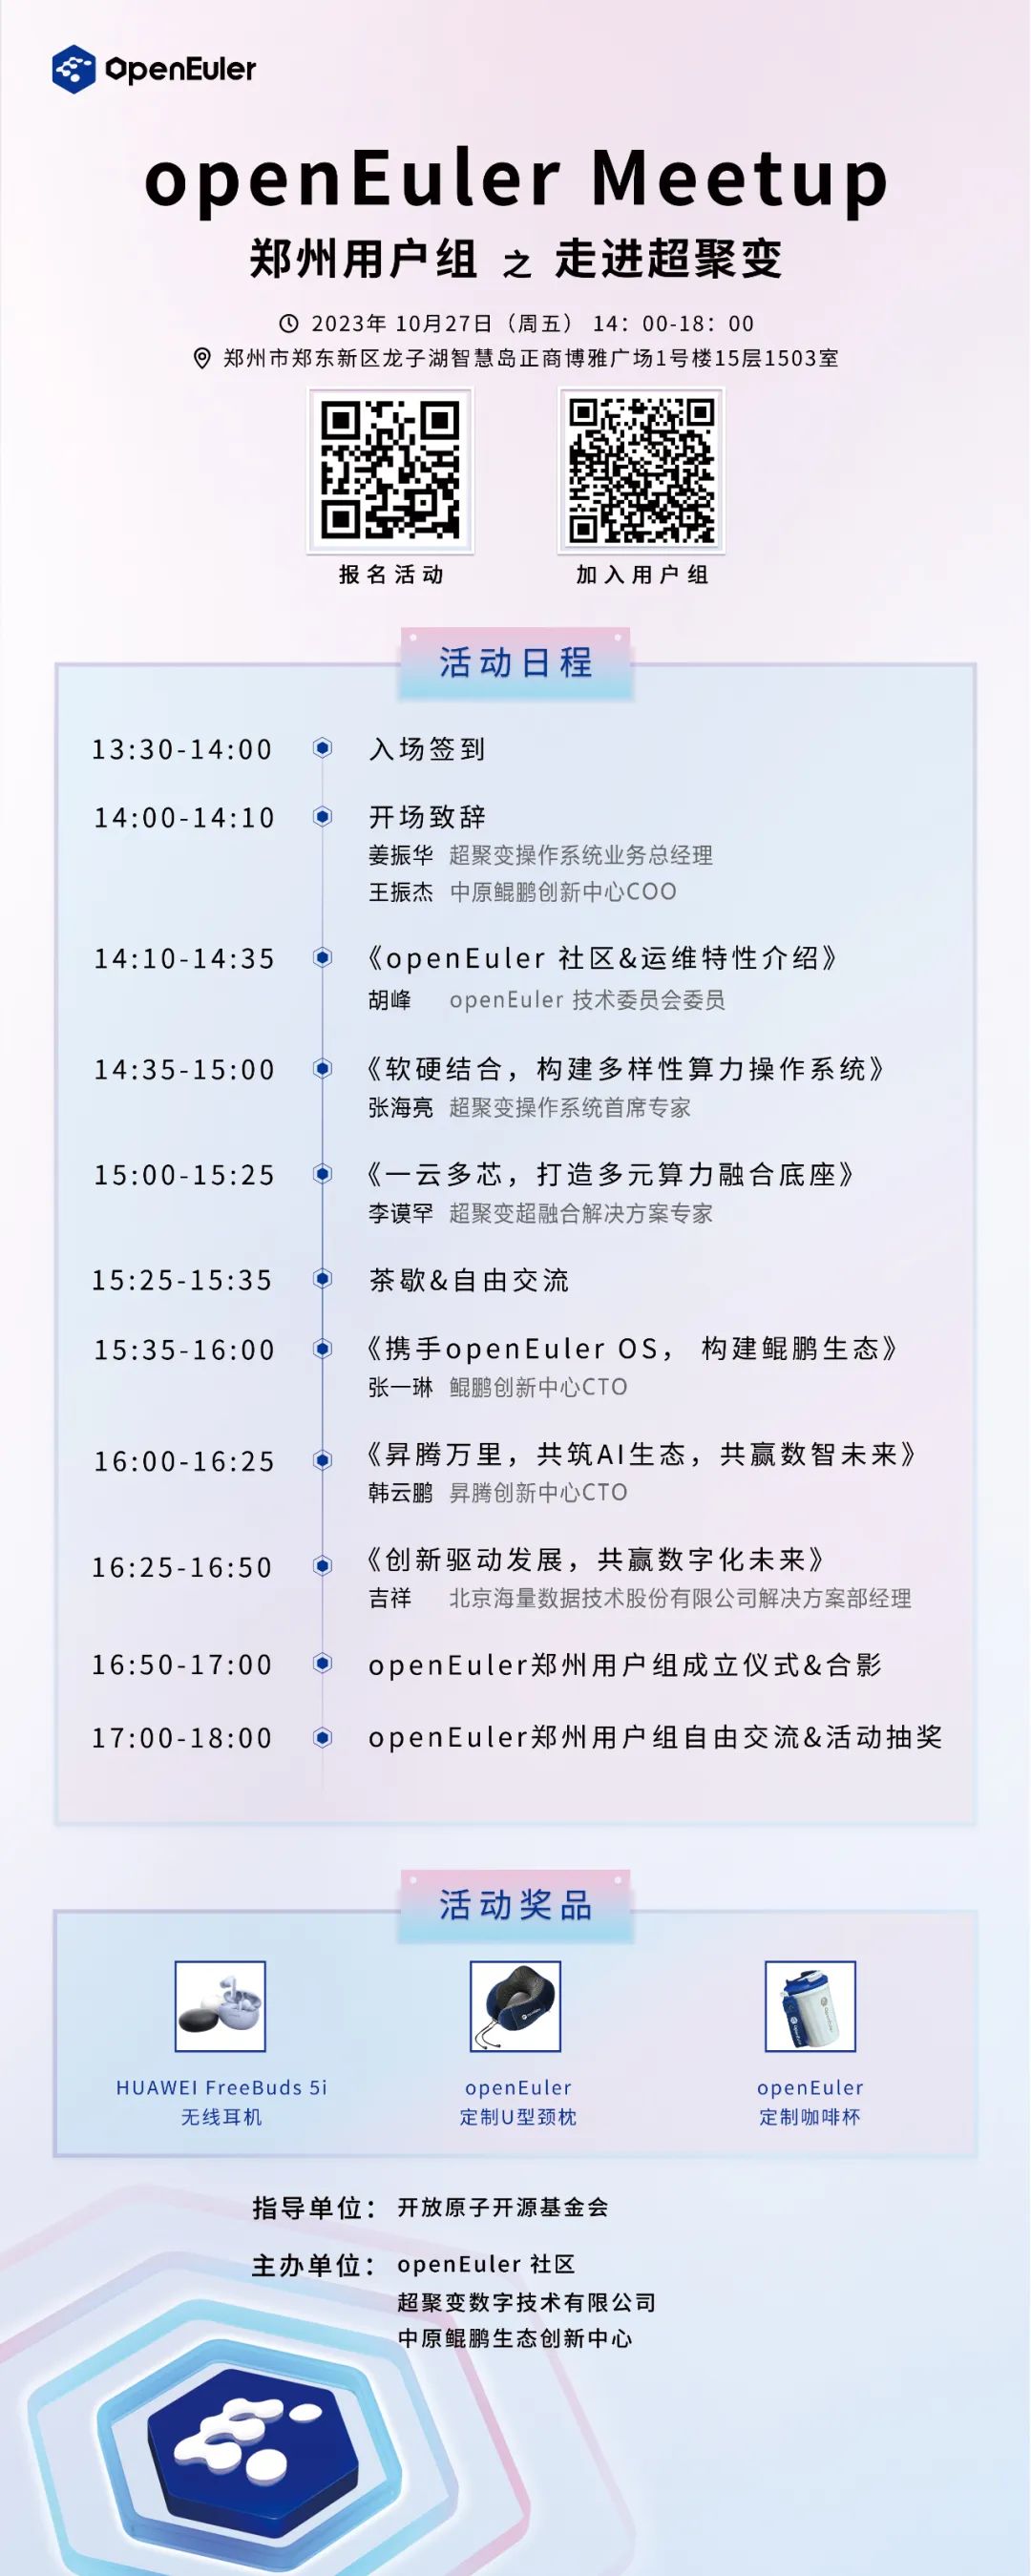 OpenEuler
openEuler Meetup
郑州用户组 之 走进超聚变
2023年 10月27日（周五） 14：00-18：00
郑州市郑东新区龙子湖智慧岛正商博雅广场1号楼15层1503室
报名活动
加入用户组
活动日程
13:30-14:00 入场签到
14:00-14:10 开场致辞
姜振华 超聚变操作系统业务总经理
王振杰 中原鲲鹏创新中心COO
14:10-14:35 《openEuler 社区&运维特性介绍》
胡峰 openEuler 技术委员会委员
14:35-15:00 《软硬结合，构建多样性算力操作系统》
张海亮 超聚变操作系统首席专家
15:00-15:25 《一云多芯，打造多元算力融合底座》
李谟罕 超聚变超融合解决方案专家
15:25-15:35 茶歇&自由交流
15:35-16:00 《携手openEuler OS， 构建鲲鹏生态》
张一琳 鲲鹏创新中心CTO
16:00-16:25 《昇腾万里，共筑AI生态，共赢数智未来》
韩云鹏 昇腾创新中心CTO
16:25-16:50 《创新驱动发展，共赢数字化未来》
吉祥 北京海量数据技术股份有限公司解决方案部经理
16:50-17:00 openEuler郑州用户组成立仪式&合影
17:00-18:00 openEuler郑州用户组自由交流&活动抽奖
活动奖品
HUAWEI FreeBuds 5i
无线耳机
openEuler
定制U型颈枕
openEuler
定制咖啡杯
指导单位： 开放原子开源基金会
主办单位： openEuler 社区
超聚变数字技术有限公司
中原鲲鹏生态创新中心